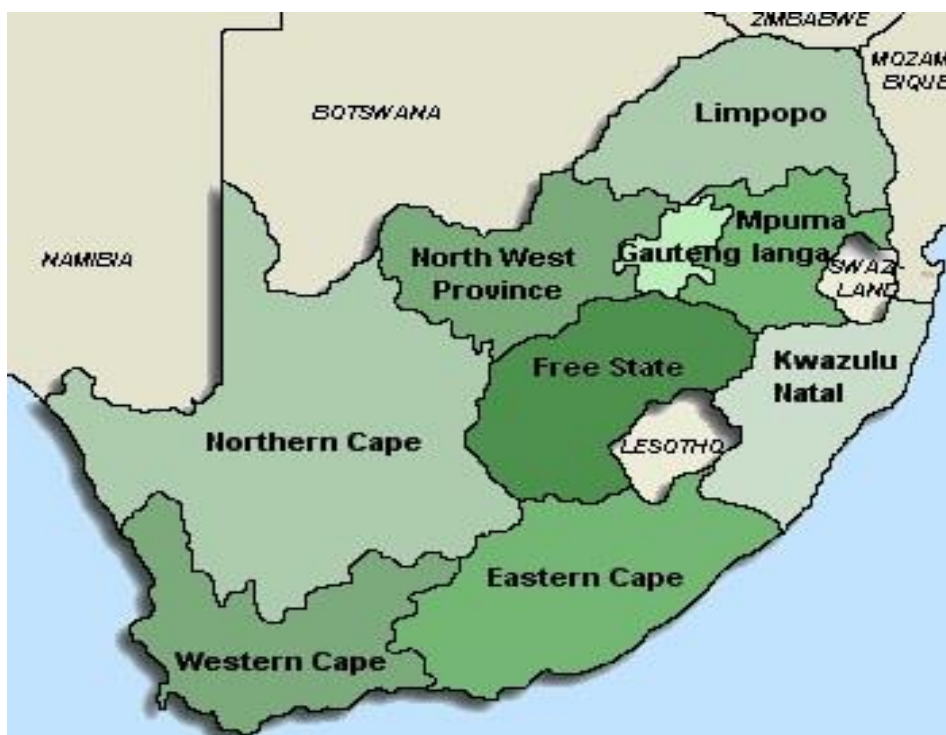 ZIMBABWE
MOZAM
BIQUE
BOTSWANA
Limpopo
NAMIBIA
North West
Province
Gauteng
Mpuma
langa
SWAZI-
LAND
Free State
Kwazulu
Natal
Northern Cape
LESOTHO
Eastern Cape
Western Cape